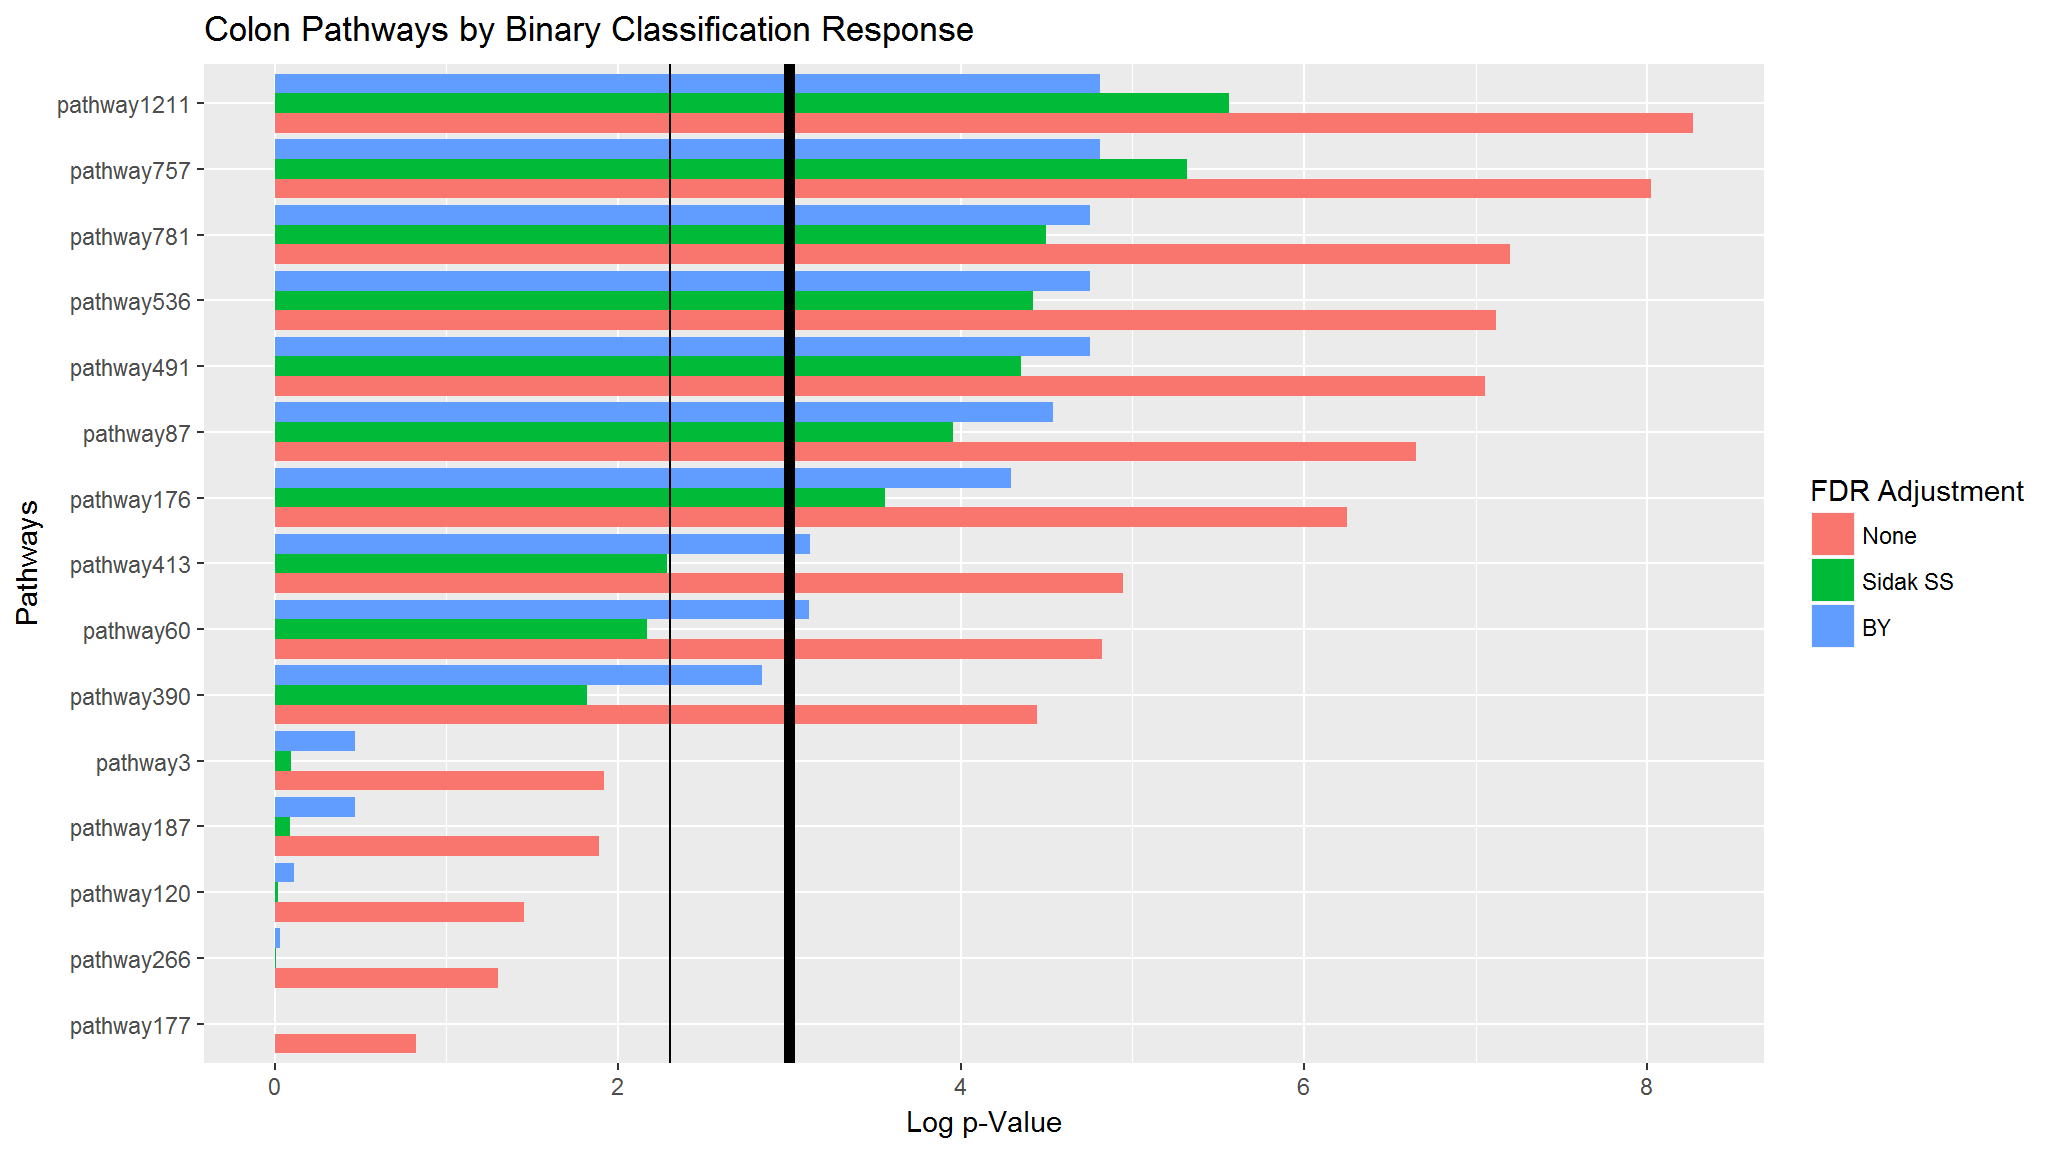 Colon Pathways by Binary Classification Response
pathway1211
pathway757
pathway781
pathway536
pathway491
pathway87
pathway176
pathway413
pathway60
pathway390
pathway3
pathway187
pathway120
pathway266
pathway177
Pathways
0 2 4 6 8
Log p-Value
FDR Adjustment
None
Sidak SS
BY